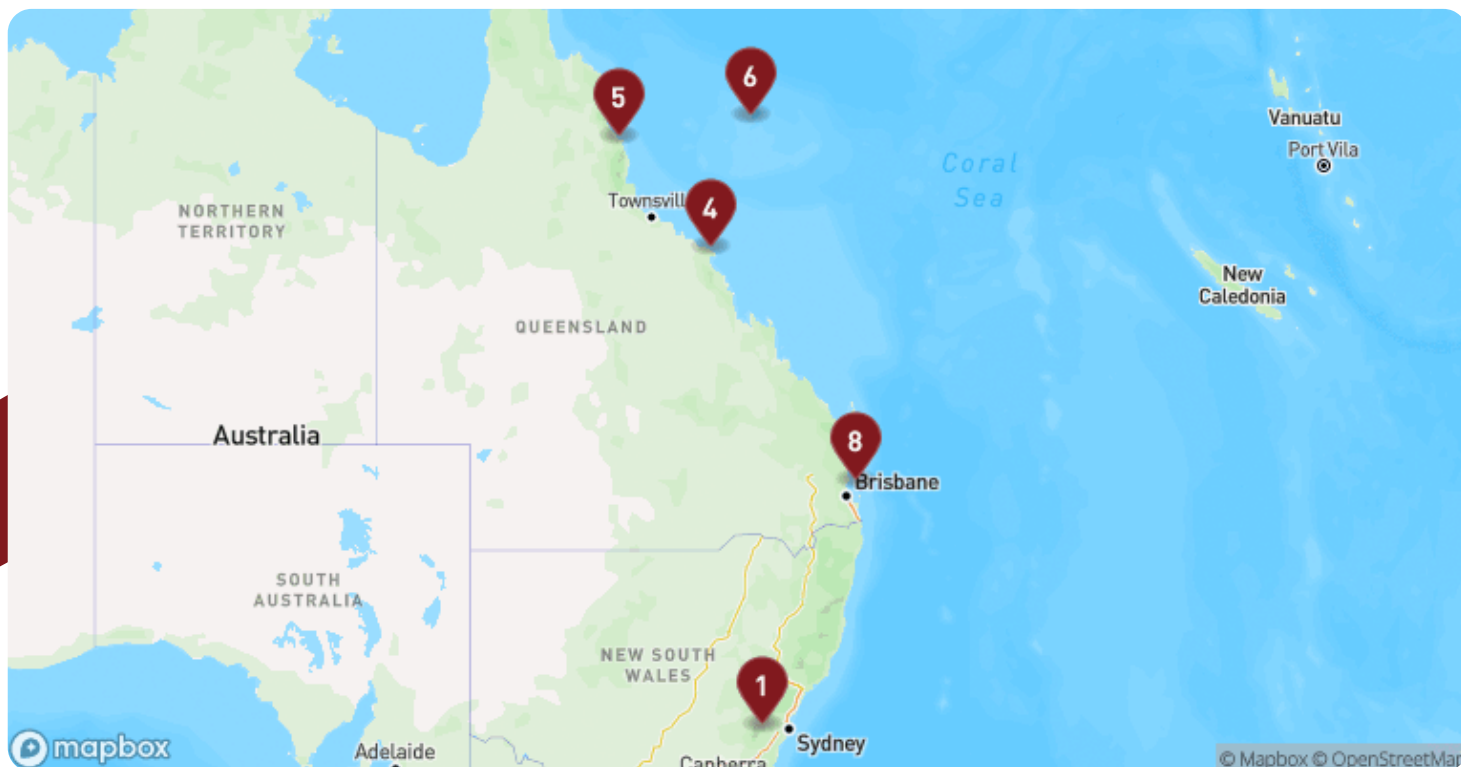 6
5
Vanuatu
Port Vila
Coral
Sea
Townsvill
4
NORTHERN
TERRITORY
New
Caledonia
QUEENSLAND
Australia
8
Brisbane
SOUTH
AUSTRALIA
NEW SOUTH
WALES
1
Sydney
mapbox
Adelaide
Canberra
© Mapbox © OpenStreetMap